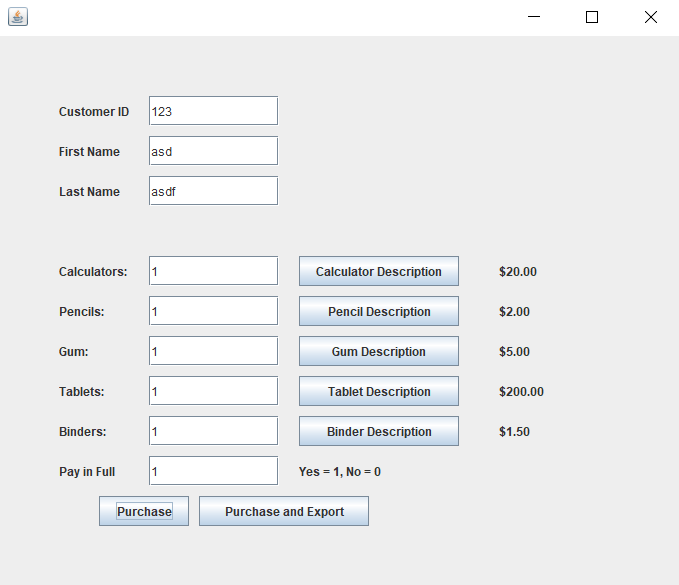 Customer ID 123
First Name asd
Last Name asdf
Calculators: 1 Calculator Description $20.00
Pencils: 1 Pencil Description $2.00
Gum: 1 Gum Description $5.00
Tablets: 1 Tablet Description $200.00
Binders: 1 Binder Description $1.50
Pay in Full 1 Yes = 1, No = 0
Purchase Purchase and Export